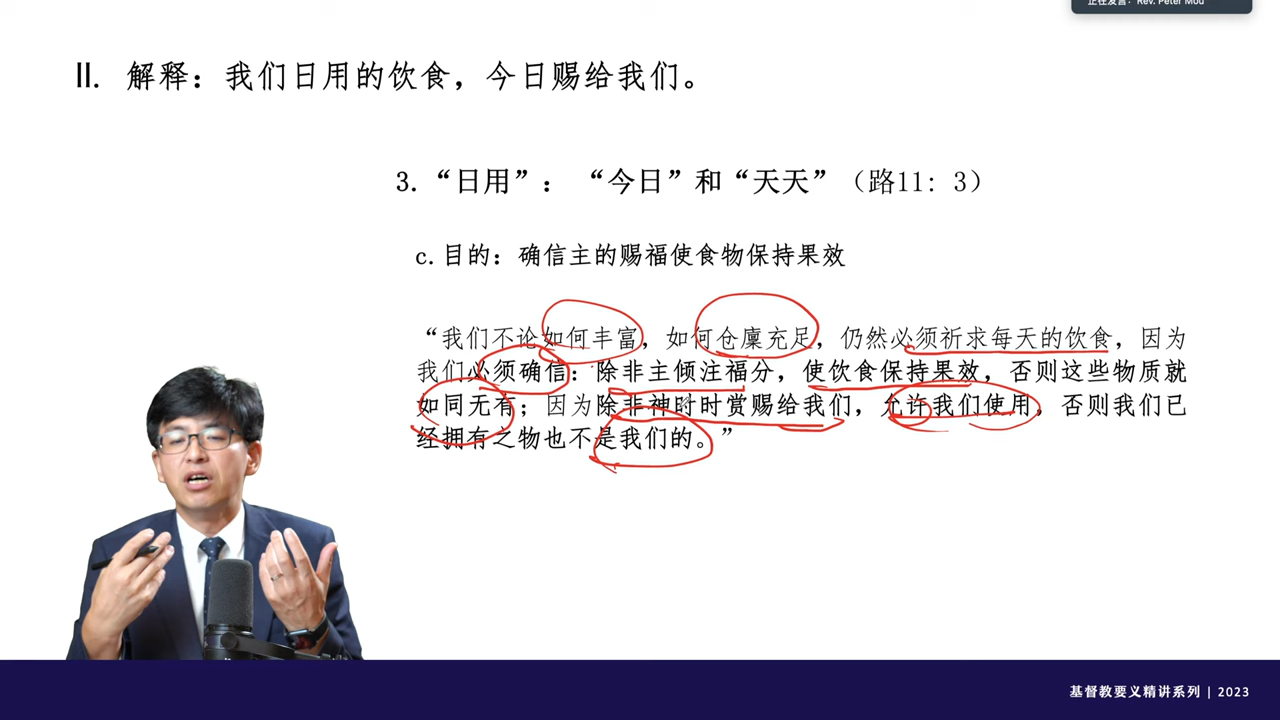 正在发言：Rev. Peter Mou
II. 解释：我们日用的饮食，今日赐给我们。
3. “日用”： “今日”和“天天”（路11: 3）
c. 目的：确信主的赐福使食物保持果效
“我们不论如何丰富，如何仓廪充足，仍然必须祈求每天的饮食，因为
我们必须确信：除非主倾注福分，使饮食保持果效，否则这些物质就
如同无有；因为除非神时时赏赐给我们，允许我们使用，否则我们已
经拥有之物也不是我们的。”
基督教要义精讲系列 | 2023